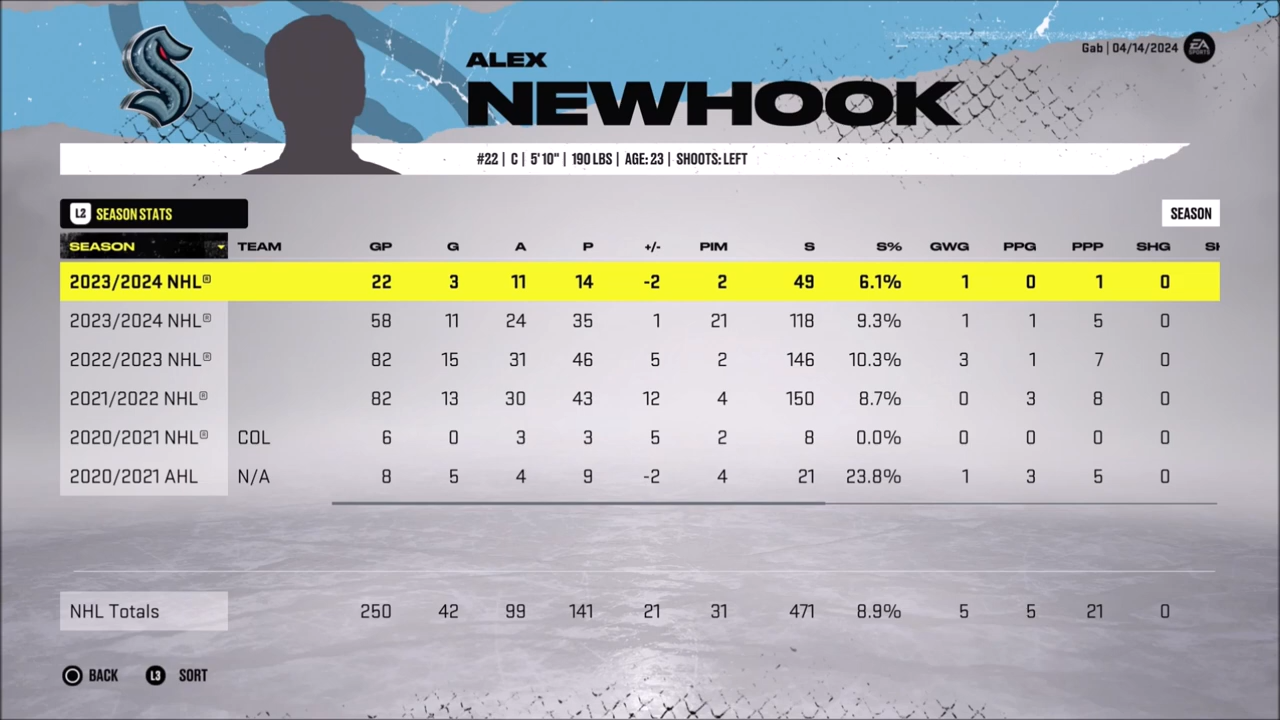 ALEX
NEWHOOK
Gab | 04/14/2024
EA SPORTS
#22 | C | 5' 10" | 190 LBS | AGE: 23 | SHOOTS: LEFT
L2 SEASON STATS
SEASON
SEASON TEAM GP G A P +/- PIM S S% GWG PPG PPP SHG
2023/2024 NHL® 22 3 11 14 -2 2 49 6.1% 1 0 1 0
2023/2024 NHL® 58 11 24 35 1 21 118 9.3% 1 1 5 0
2022/2023 NHL® 82 15 31 46 5 2 146 10.3% 3 1 7 0
2021/2022 NHL® 82 13 30 43 12 4 150 8.7% 0 3 8 0
2020/2021 NHL® COL 6 0 3 3 5 2 8 0.0% 0 0 0 0
2020/2021 AHL N/A 8 5 4 9 -2 4 21 23.8% 1 3 5 0
NHL Totals 250 42 99 141 21 31 471 8.9% 5 5 21 0
BACK L3 SORT